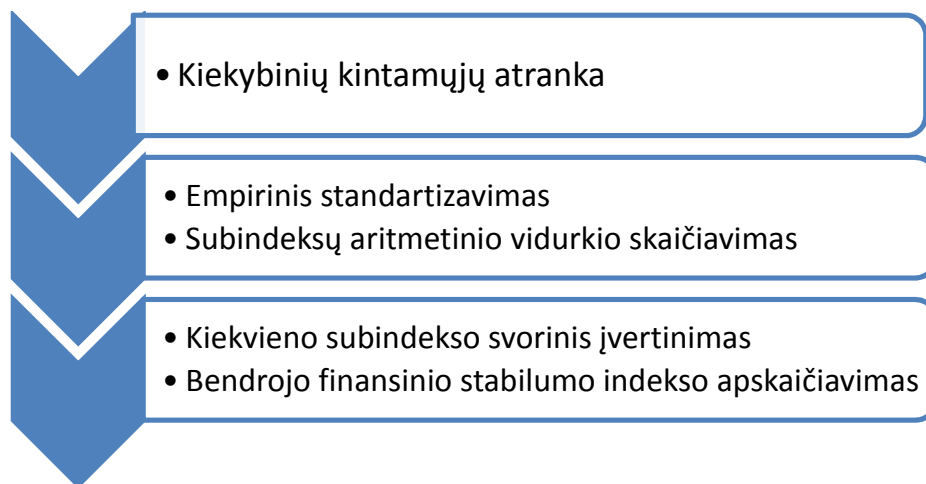 • Kiekybinių kintamųjų atranka
• Empirinis standartizavimas
• Subindeksų aritmetinio vidurkio skaičiavimas
• Kiekvieno subindekso svorinis įvertinimas
• Bendrojo finansinio stabilumo indekso apskaičiavimas